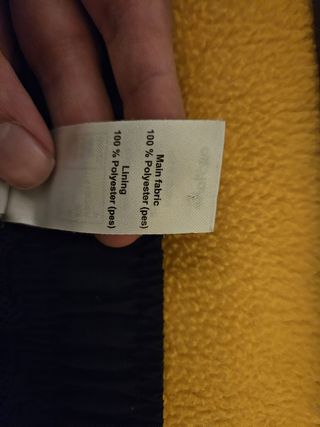 Main fabric
100 % Polyester (pes)
Lining
100 % Polyester (pes)